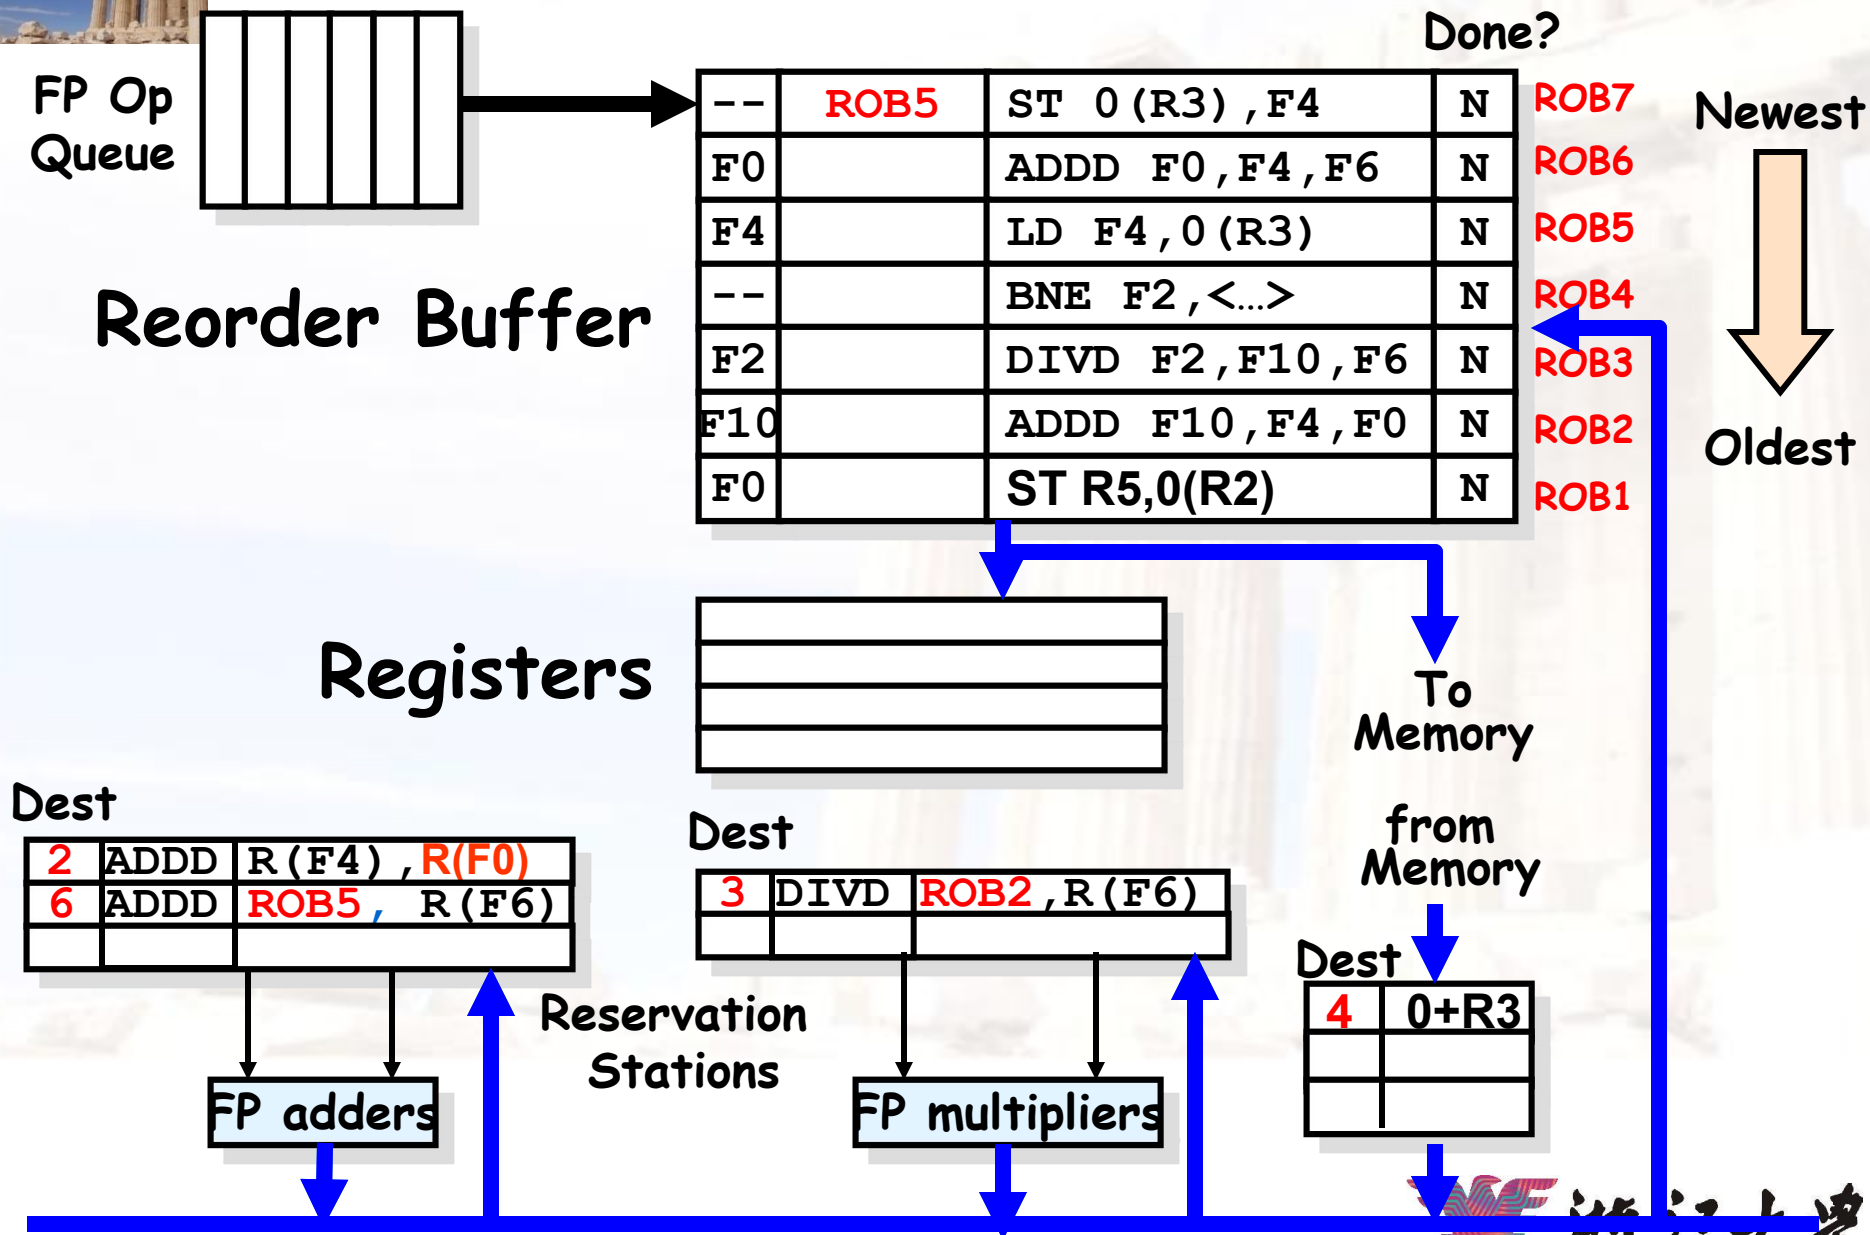 Done?
FP Op
Queue
-- ROB5 ST 0(R3),F4 N ROB7
F0 ADDD F0,F4,F6 N ROB6
F4 LD F4,0(R3) N ROB5
-- BNE F2,<…> N ROB4
F2 DIVD F2,F10,F6 N ROB3
F10 ADDD F10,F4,F0 N ROB2
F0 ST R5,0(R2) N ROB1
Newest
Oldest
Reorder Buffer
Registers
To
Memory
from
Memory
Dest
2 ADDD R(F4),R(F0)
6 ADDD ROB5, R(F6)
Dest
3 DIVD ROB2,R(F6)
Dest
4 0+R3
Reservation
Stations
FP adders
FP multipliers